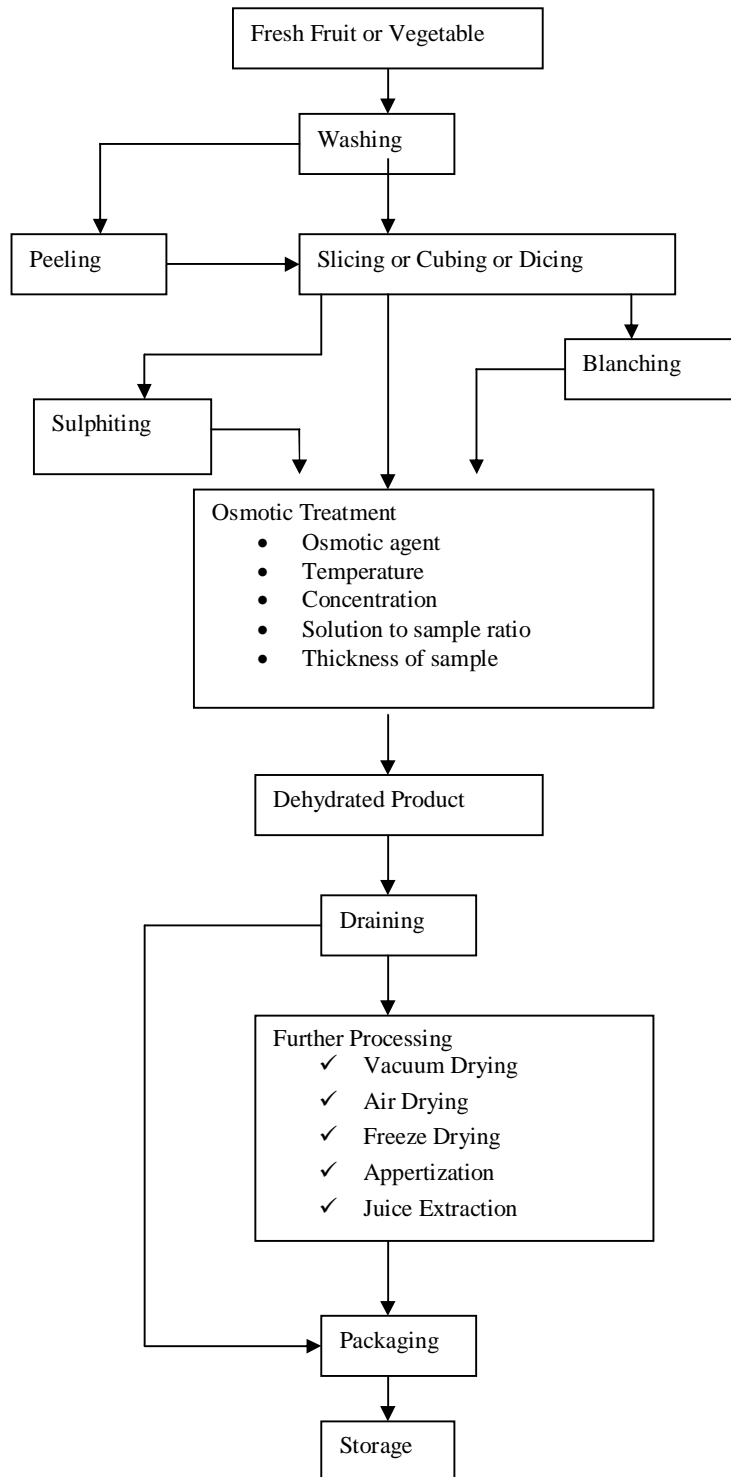 Fresh Fruit or Vegetable
Washing
Peeling
Slicing or Cubing or Dicing
Blanching
Sulphiting
Osmotic Treatment
• Osmotic agent
• Temperature
• Concentration
• Solution to sample ratio
• Thickness of sample
Dehydrated Product
Draining
Further Processing
✓ Vacuum Drying
✓ Air Drying
✓ Freeze Drying
✓ Appertization
✓ Juice Extraction
Packaging
Storage